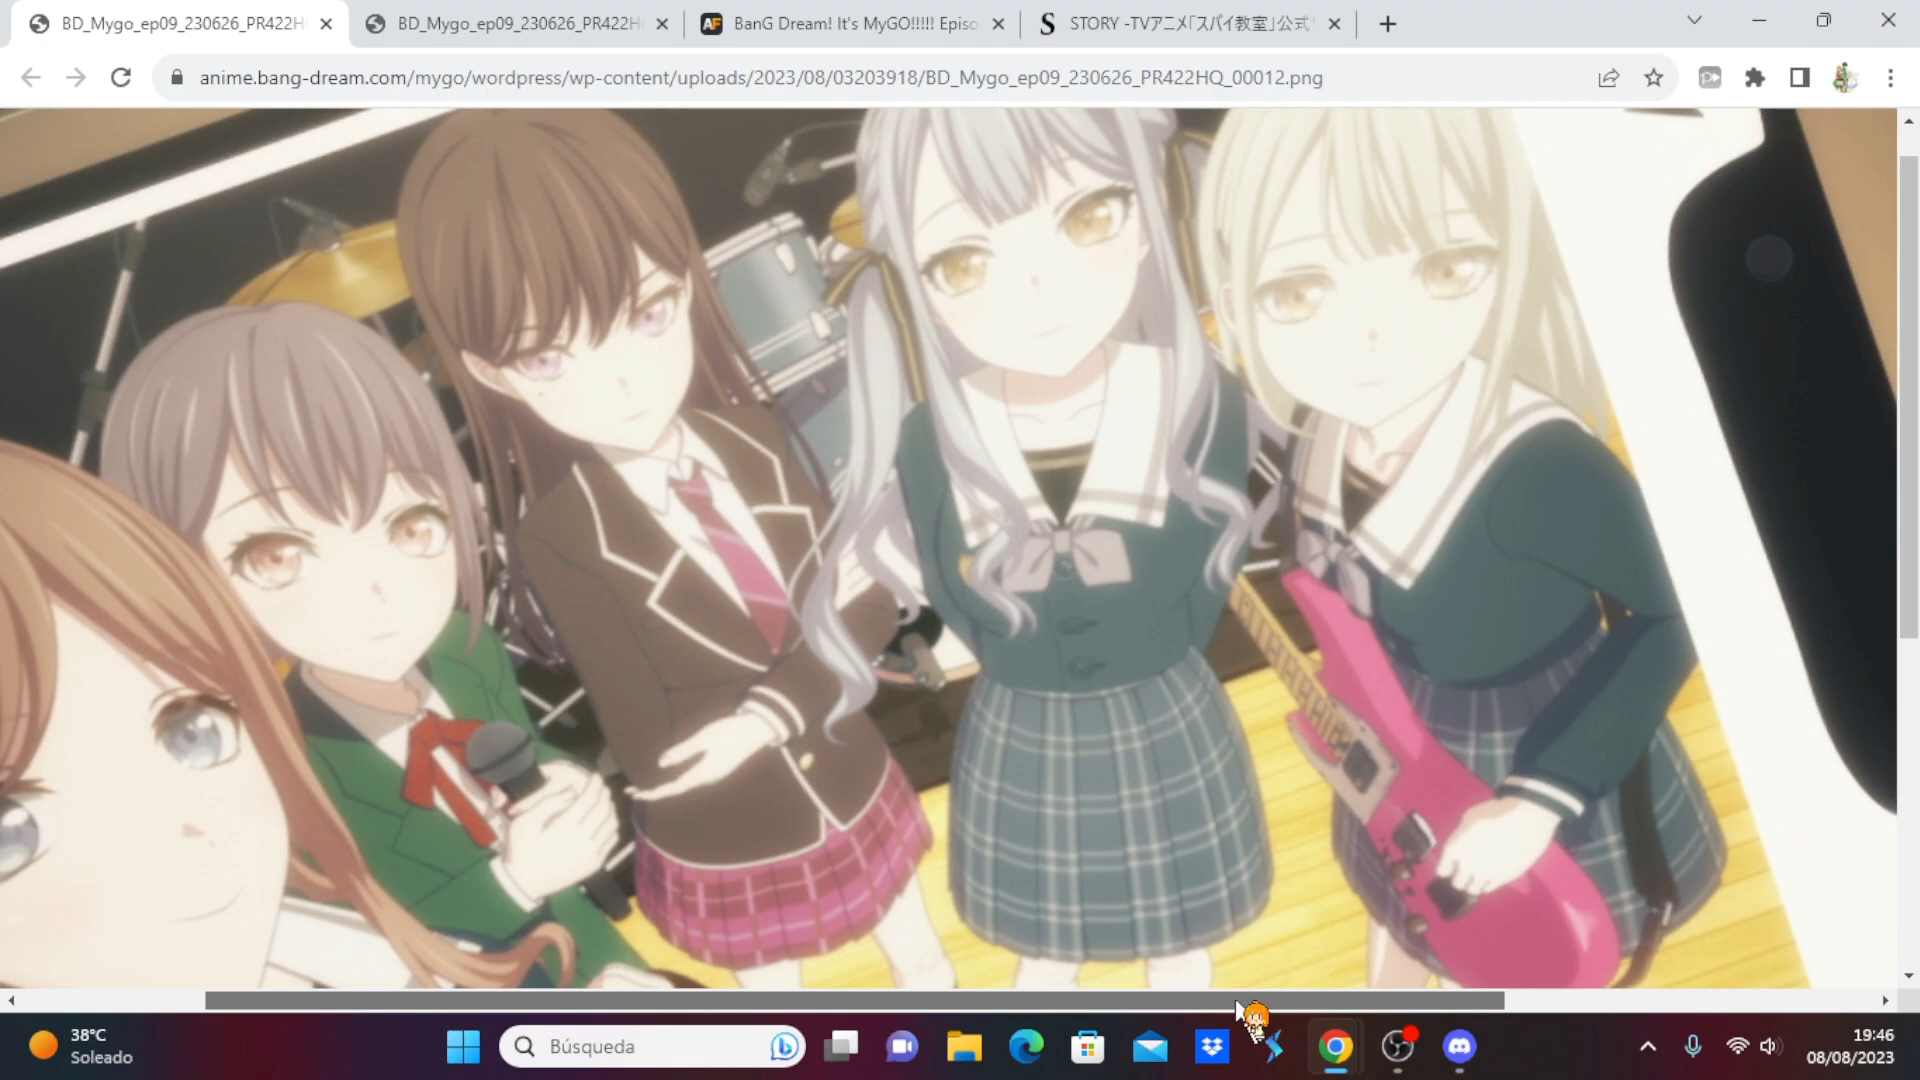 BD_Mygo_ep09_230626_PR422H
BD_Mygo_ep09_230626_PR422H
AF
BanG Dream! It's MyGO!!!!! Episo
S
STORY -TVアニメ「スパイ教室」公式サ
anime.bang-dream.com/mygo/wordpress/wp-content/uploads/2023/08/03203918/BD_Mygo_ep09_230626_PR422HQ_00012.png
38°C
Soleado
Búsqueda
19:46
08/08/2023